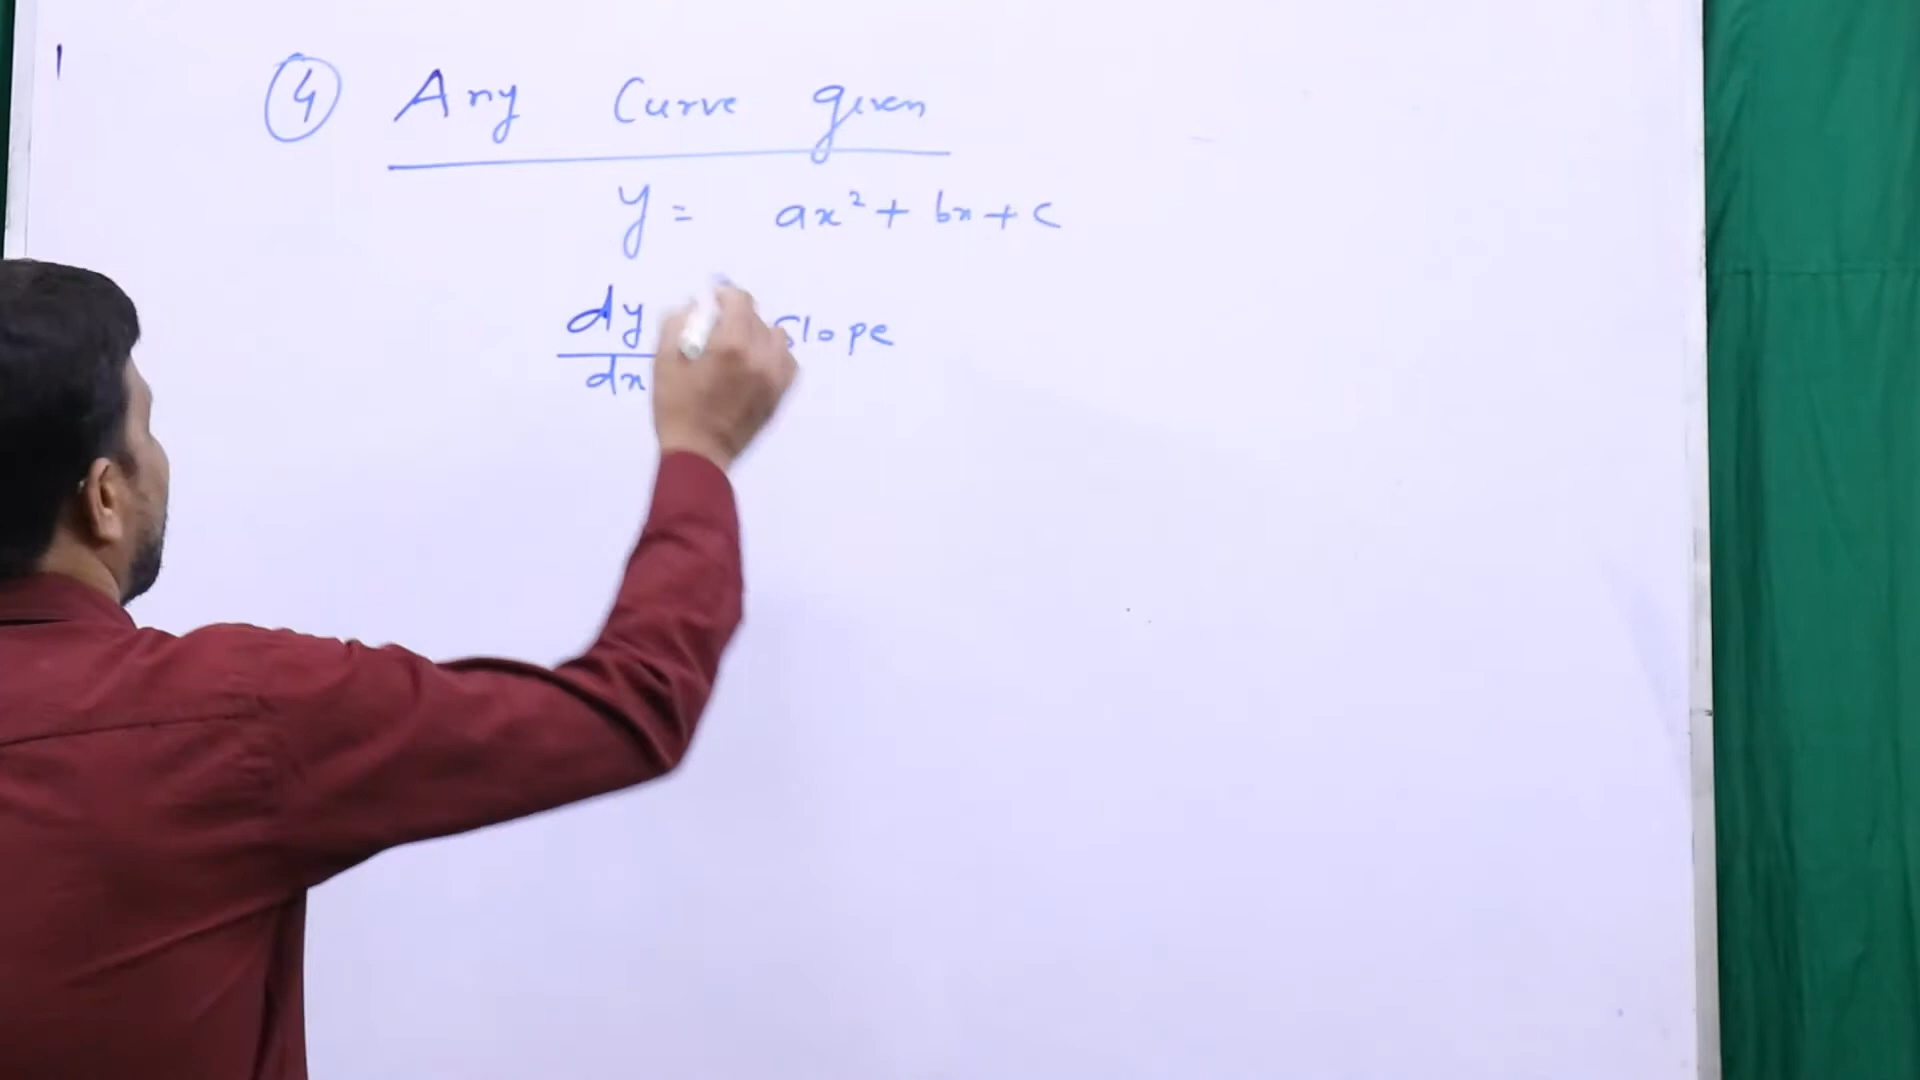 ④ Any Curve given
y = ax² + bx + c
dy/dx Slope